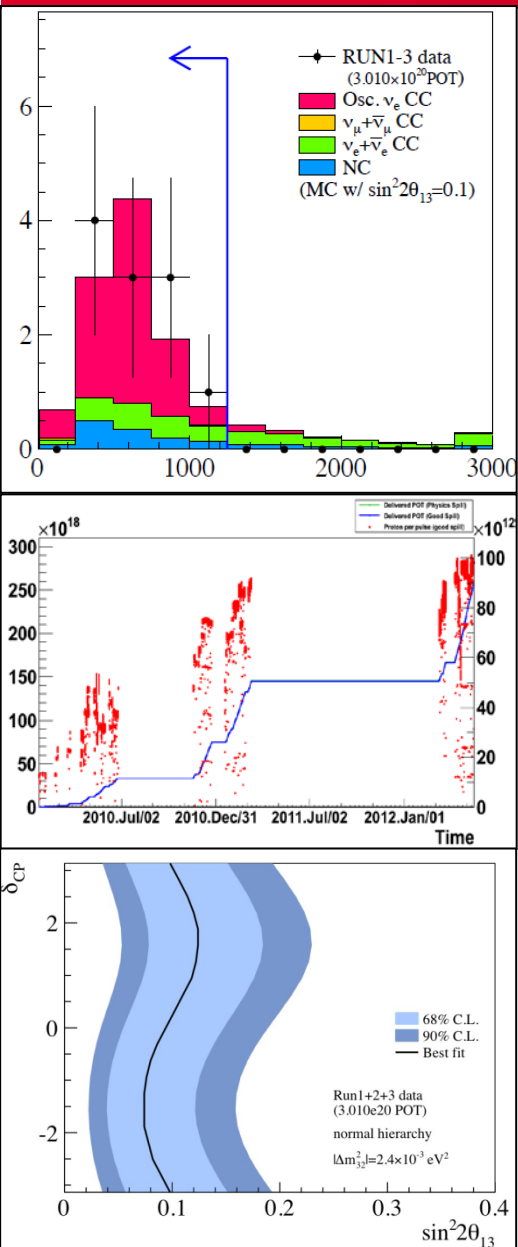 RUN1-3 data
(3.010×10²⁰POT)
Osc. νₑ CC
ν_μ+ν̅_μ CC
νₑ+ν̅ₑ CC
NC
(MC w/ sin²2θ₁₃=0.1)
6
4
2
0
0 1000 2000 3000
Delivered POT (Physics Spill)
Delivered POT (Good Spill)
Proton per pulse (good spill)
×10¹⁸ ×10¹²
300
250
200
150
100
50
0
100
80
60
40
20
0
2010.Jul/02 2010.Dec/31 2011.Jul/02 2012.Jan/01
Time
δ_CP
2
0
-2
68% C.L.
90% C.L.
Best fit
Run1+2+3 data
(3.010e20 POT)
normal hierarchy
|Δm²₃₂|=2.4×10⁻³ eV²
0 0.1 0.2 0.3 0.4
sin²2θ₁₃